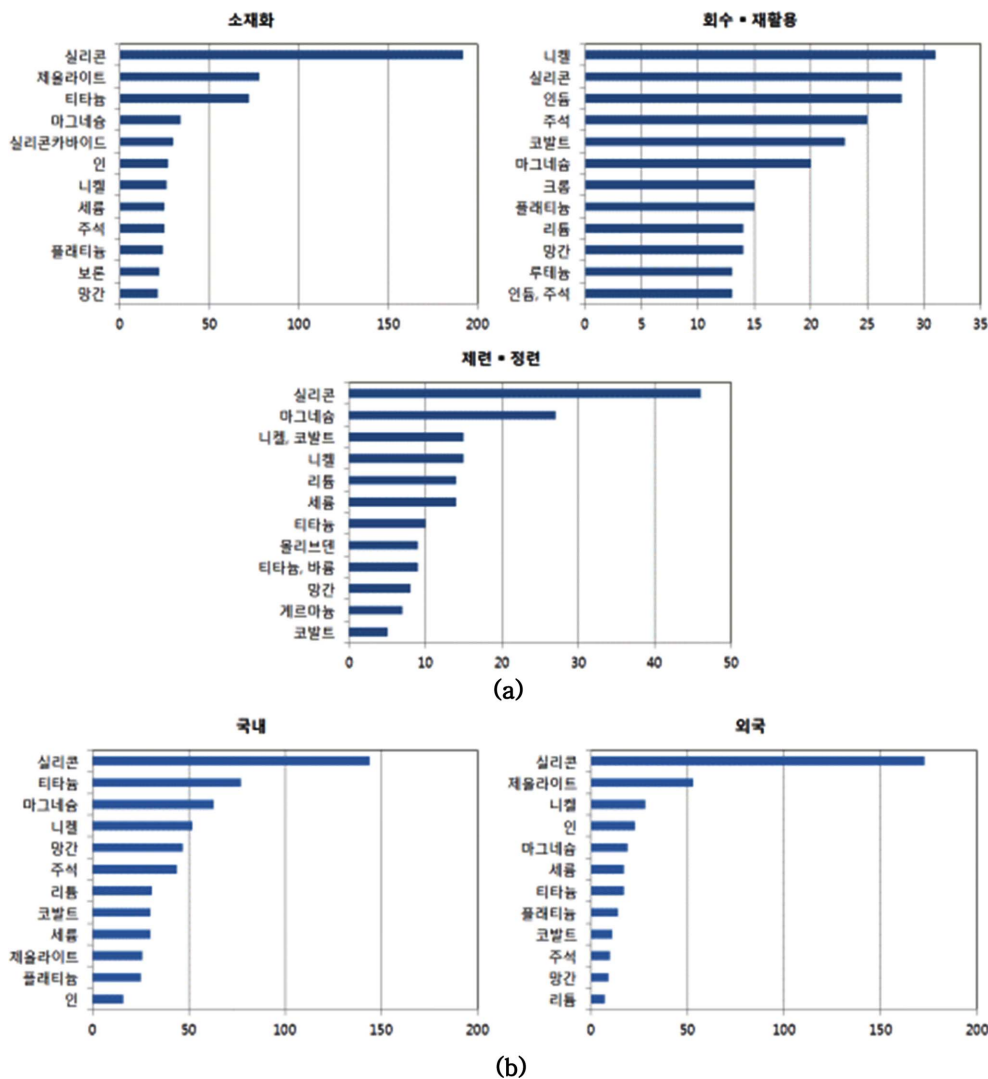 소재화
실리콘
제올라이트
티타늄
마그네슘
실리콘카바이드
인
니켈
세륨
주석
플래티늄
보론
망간
0 50 100 150 200
회수 ▪ 재활용
니켈
실리콘
인듐
주석
코발트
마그네슘
크롬
플래티늄
리튬
망간
루테늄
인듐, 주석
0 5 10 15 20 25 30 35
제련 ▪ 정련
실리콘
마그네슘
니켈, 코발트
니켈
리튬
세륨
티타늄
몰리브덴
티타늄, 바륨
망간
게르마늄
코발트
0 10 20 30 40 50
(a)
국내
실리콘
티타늄
마그네슘
니켈
망간
주석
리튬
코발트
세륨
제올라이트
플래티늄
인
0 50 100 150 200
외국
실리콘
제올라이트
니켈
인
마그네슘
세륨
티타늄
플래티늄
코발트
주석
망간
리튬
0 50 100 150 200
(b)